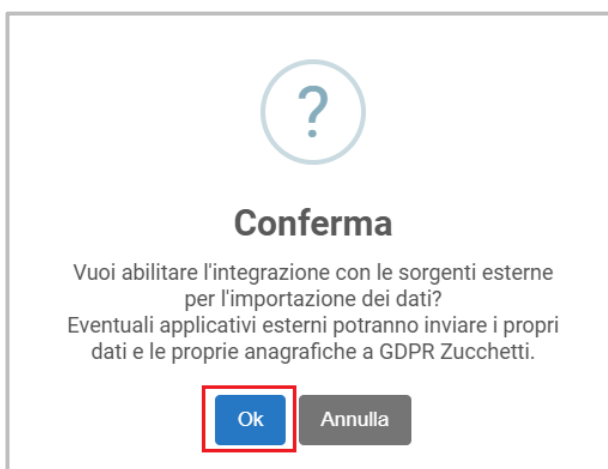 ?
Conferma
Vuoi abilitare l'integrazione con le sorgenti esterne
per l'importazione dei dati?
Eventuali applicativi esterni potranno inviare i propri
dati e le proprie anagrafiche a GDPR Zucchetti.
Ok Annulla